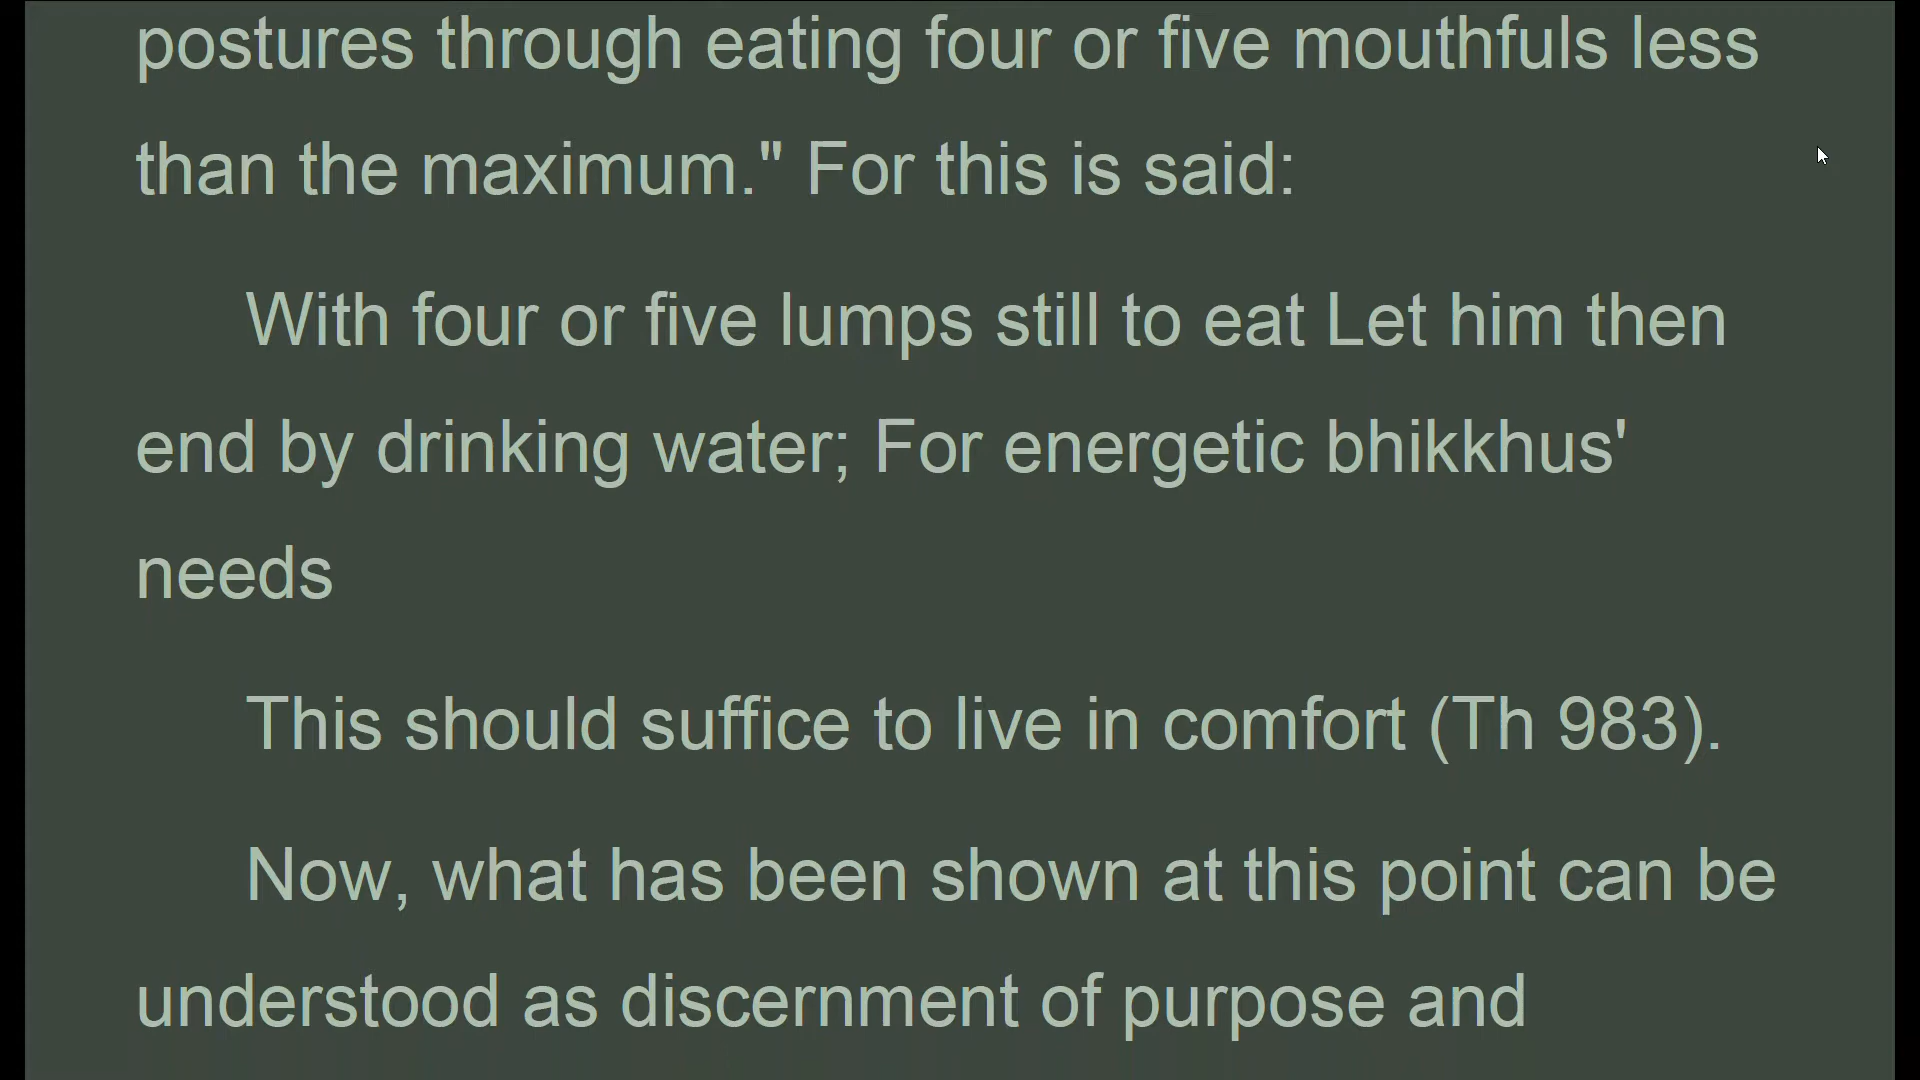 postures through eating four or five mouthfuls less
than the maximum." For this is said:
With four or five lumps still to eat Let him then
end by drinking water; For energetic bhikkhus'
needs
This should suffice to live in comfort (Th 983).
Now, what has been shown at this point can be
understood as discernment of purpose and